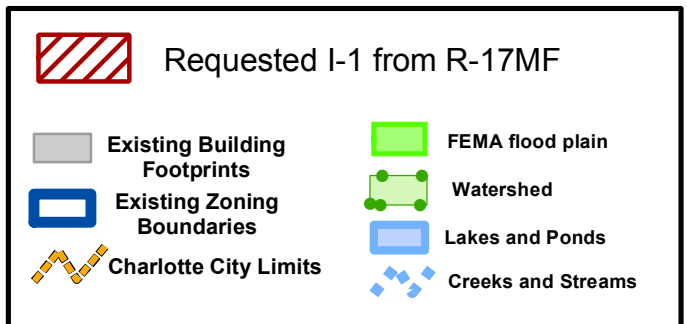 Requested I-1 from R-17MF
Existing Building
Footprints
Existing Zoning
Boundaries
Charlotte City Limits
FEMA flood plain
Watershed
Lakes and Ponds
Creeks and Streams